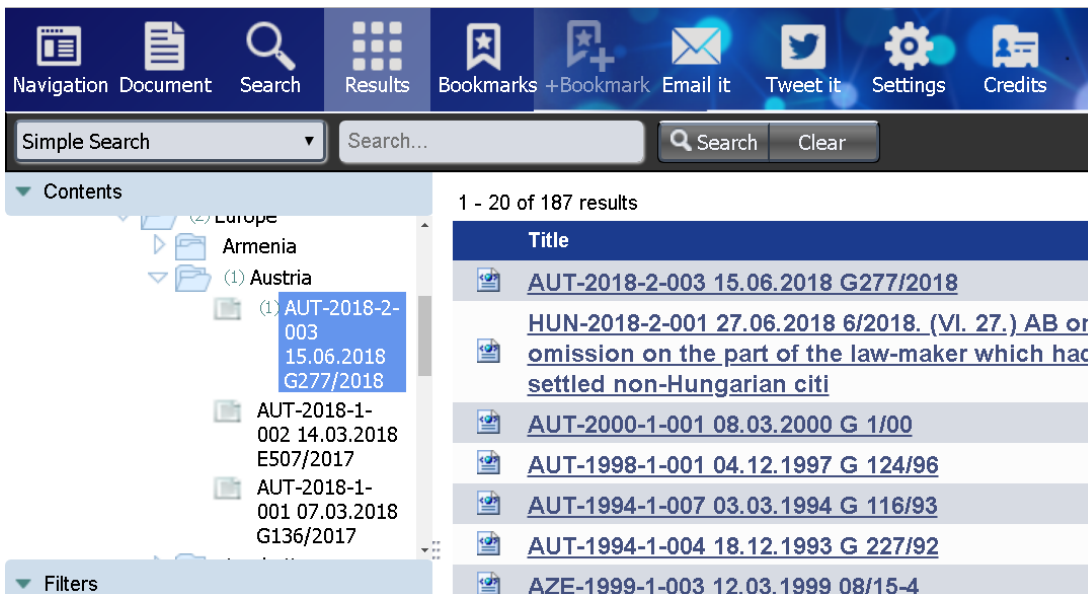 Navigation Document Search Results Bookmarks +Bookmark Email it Tweet it Settings Credits
Simple Search Search... Search Clear
Contents
(2) Europe
Armenia
(1) Austria
(1) AUT-2018-2-
003
15.06.2018
G277/2018
AUT-2018-1-
002 14.03.2018
E507/2017
AUT-2018-1-
001 07.03.2018
G136/2017
Filters
1 - 20 of 187 results
Title
AUT-2018-2-003 15.06.2018 G277/2018
HUN-2018-2-001 27.06.2018 6/2018. (VI. 27.) AB on
omission on the part of the law-maker which had
settled non-Hungarian citi
AUT-2000-1-001 08.03.2000 G 1/00
AUT-1998-1-001 04.12.1997 G 124/96
AUT-1994-1-007 03.03.1994 G 116/93
AUT-1994-1-004 18.12.1993 G 227/92
AZE-1999-1-003 12.03.1999 08/15-4